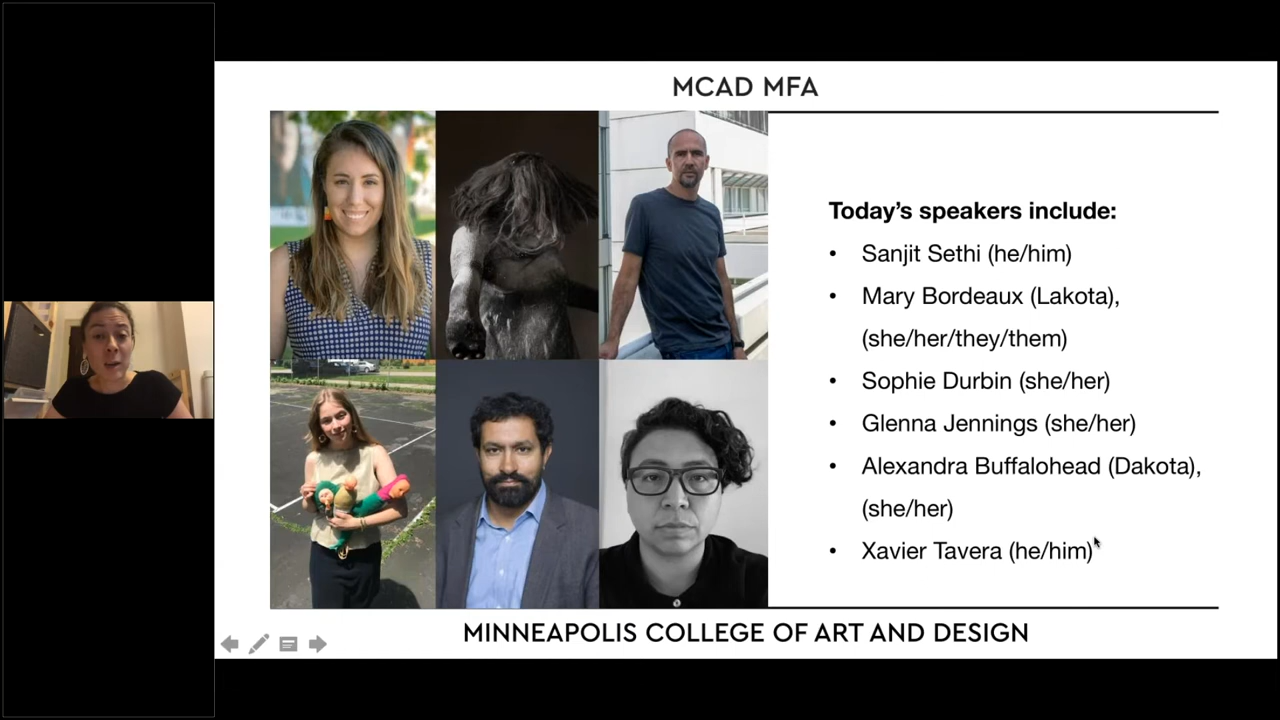 MCAD MFA
Today's speakers include:
• Sanjit Sethi (he/him)
• Mary Bordeaux (Lakota),
(she/her/they/them)
• Sophie Durbin (she/her)
• Glenna Jennings (she/her)
• Alexandra Buffalohead (Dakota),
(she/her)
• Xavier Tavera (he/him)
MINNEAPOLIS COLLEGE OF ART AND DESIGN